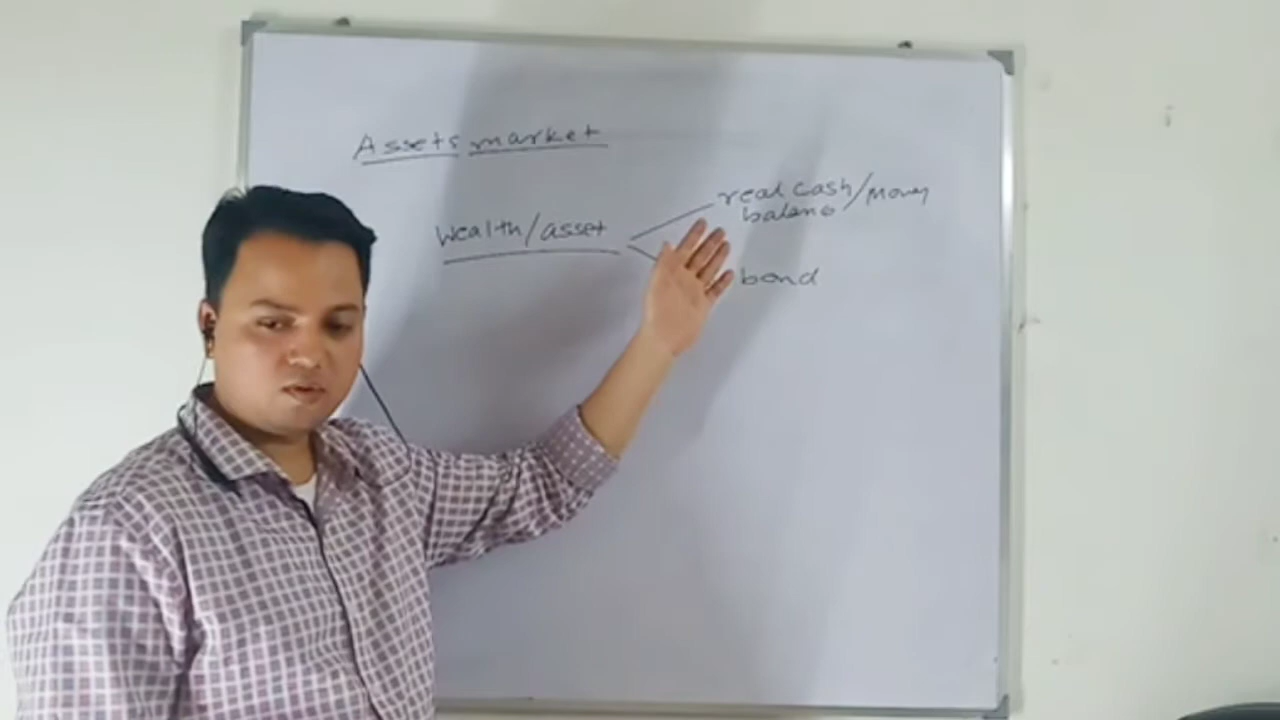 Assets market
Wealth/asset
real cash/money
balance
bond